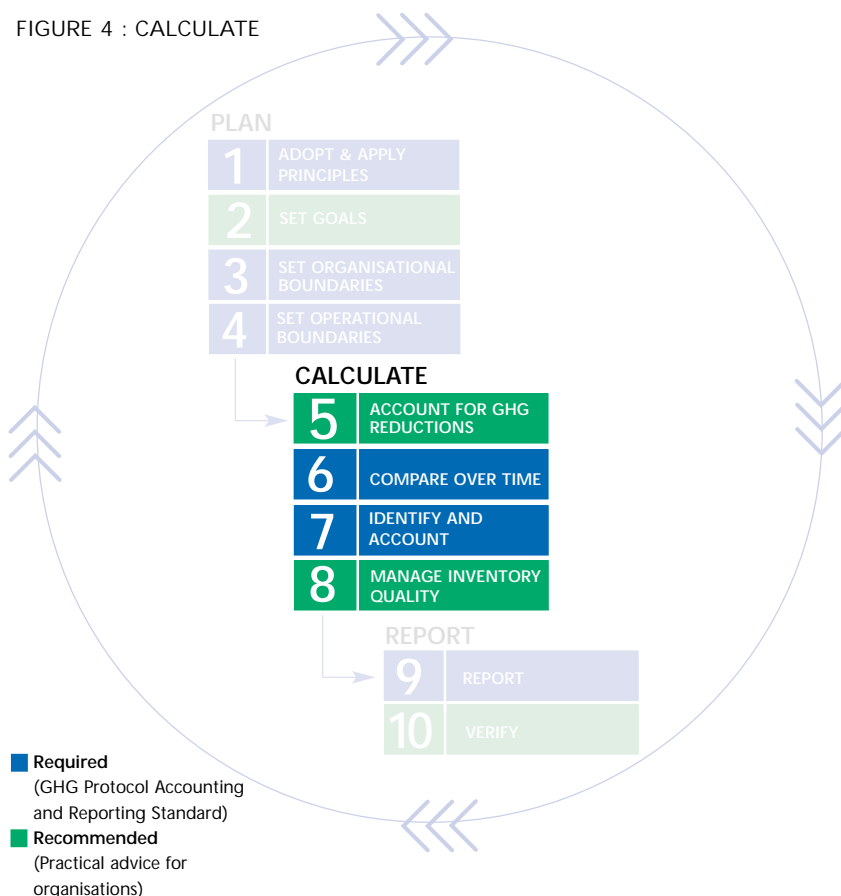 FIGURE 4 : CALCULATE
PLAN
1
ADOPT & APPLY
PRINCIPLES
2
SET GOALS
3
SET ORGANISATIONAL
BOUNDARIES
4
SET OPERATIONAL
BOUNDARIES
CALCULATE
5
ACCOUNT FOR GHG
REDUCTIONS
6
COMPARE OVER TIME
7
IDENTIFY AND
ACCOUNT
8
MANAGE INVENTORY
QUALITY
REPORT
9
REPORT
10
VERIFY
Required
(GHG Protocol Accounting
and Reporting Standard)
Recommended
(Practical advice for
organisations)